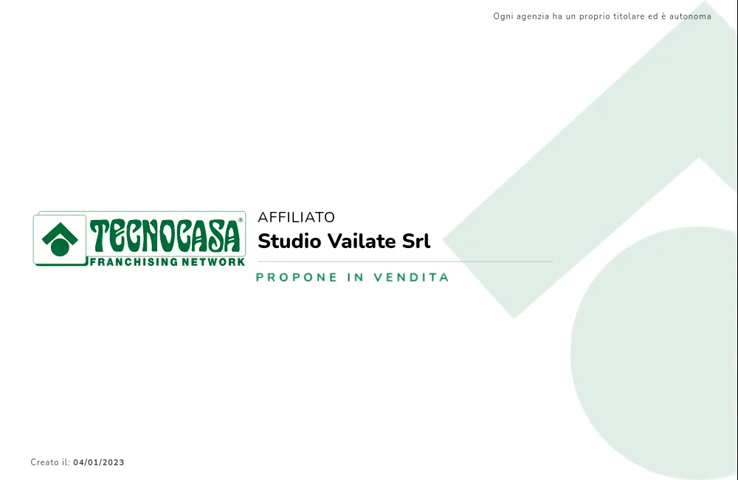 Ogni agenzia ha un proprio titolare ed è autonoma
TECNOCASA®
FRANCHISING NETWORK
AFFILIATO
Studio Vailate Srl
PROPONE IN VENDITA
Creato il: 04/01/2023